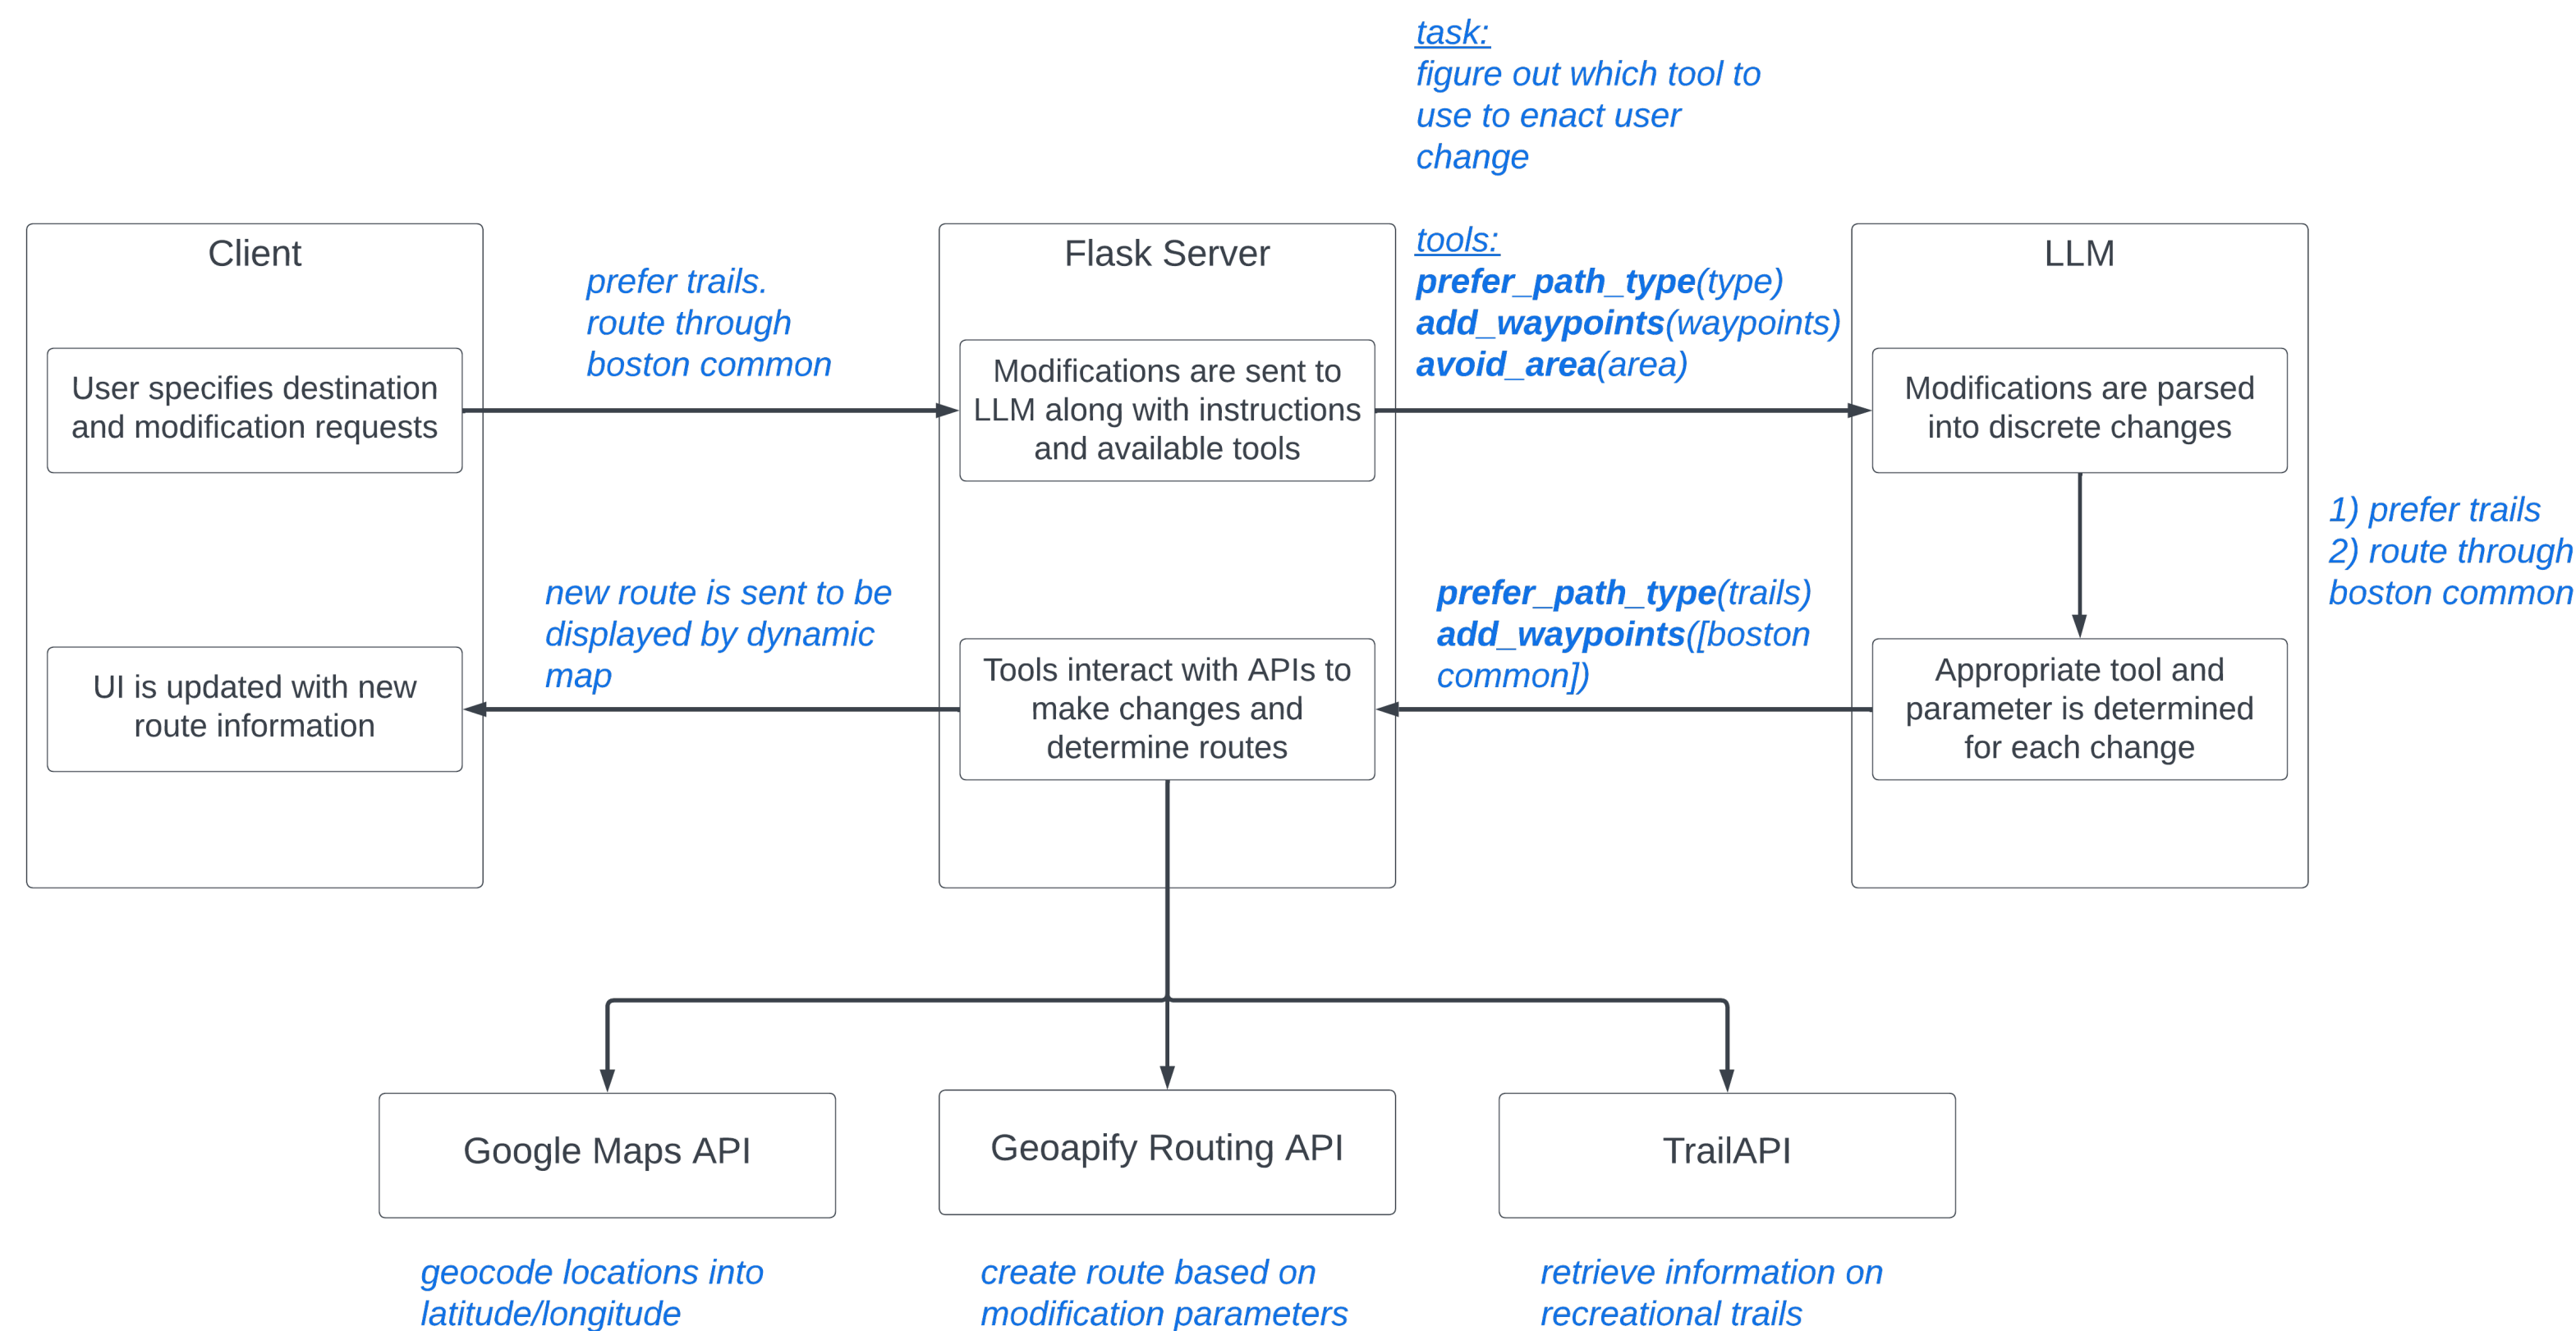 task:
figure out which tool to
use to enact user
change
Client
User specifies destination
and modification requests
UI is updated with new
route information
prefer trails.
route through
boston common
new route is sent to be
displayed by dynamic
map
Flask Server
Modifications are sent to
LLM along with instructions
and available tools
Tools interact with APIs to
make changes and
determine routes
tools:
prefer_path_type(type)
add_waypoints(waypoints)
avoid_area(area)
prefer_path_type(trails)
add_waypoints([boston
common])
LLM
Modifications are parsed
into discrete changes
Appropriate tool and
parameter is determined
for each change
1) prefer trails
2) route through
boston common
Google Maps API
geocode locations into
latitude/longitude
Geoapify Routing API
create route based on
modification parameters
TrailAPI
retrieve information on
recreational trails